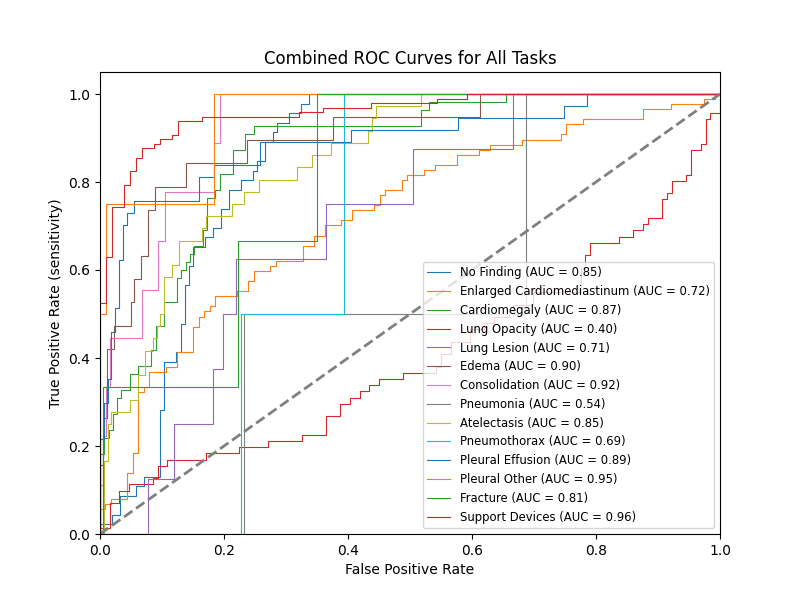 Combined ROC Curves for All Tasks
True Positive Rate (sensitivity)
1.0
0.8
0.6
0.4
0.2
0.0
No Finding (AUC = 0.85)
Enlarged Cardiomediastinum (AUC = 0.72)
Cardiomegaly (AUC = 0.87)
Lung Opacity (AUC = 0.40)
Lung Lesion (AUC = 0.71)
Edema (AUC = 0.90)
Consolidation (AUC = 0.92)
Pneumonia (AUC = 0.54)
Atelectasis (AUC = 0.85)
Pneumothorax (AUC = 0.69)
Pleural Effusion (AUC = 0.89)
Pleural Other (AUC = 0.95)
Fracture (AUC = 0.81)
Support Devices (AUC = 0.96)
0.0 0.2 0.4 0.6 0.8 1.0
False Positive Rate